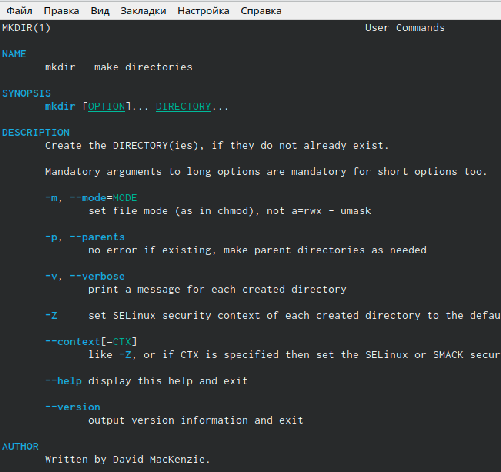 Файл Правка Вид Закладки Настройка Справка
MKDIR(1) User Commands
NAME
mkdir - make directories
SYNOPSIS
mkdir [OPTION]... DIRECTORY...
DESCRIPTION
Create the DIRECTORY(ies), if they do not already exist.
Mandatory arguments to long options are mandatory for short options too.
-m, --mode=MODE
set file mode (as in chmod), not a=rwx - umask
-p, --parents
no error if existing, make parent directories as needed
-v, --verbose
print a message for each created directory
-Z set SELinux security context of each created directory to the defau
--context[=CTX]
like -Z, or if CTX is specified then set the SELinux or SMACK secur
--help display this help and exit
--version
output version information and exit
AUTHOR
Written by David MacKenzie.